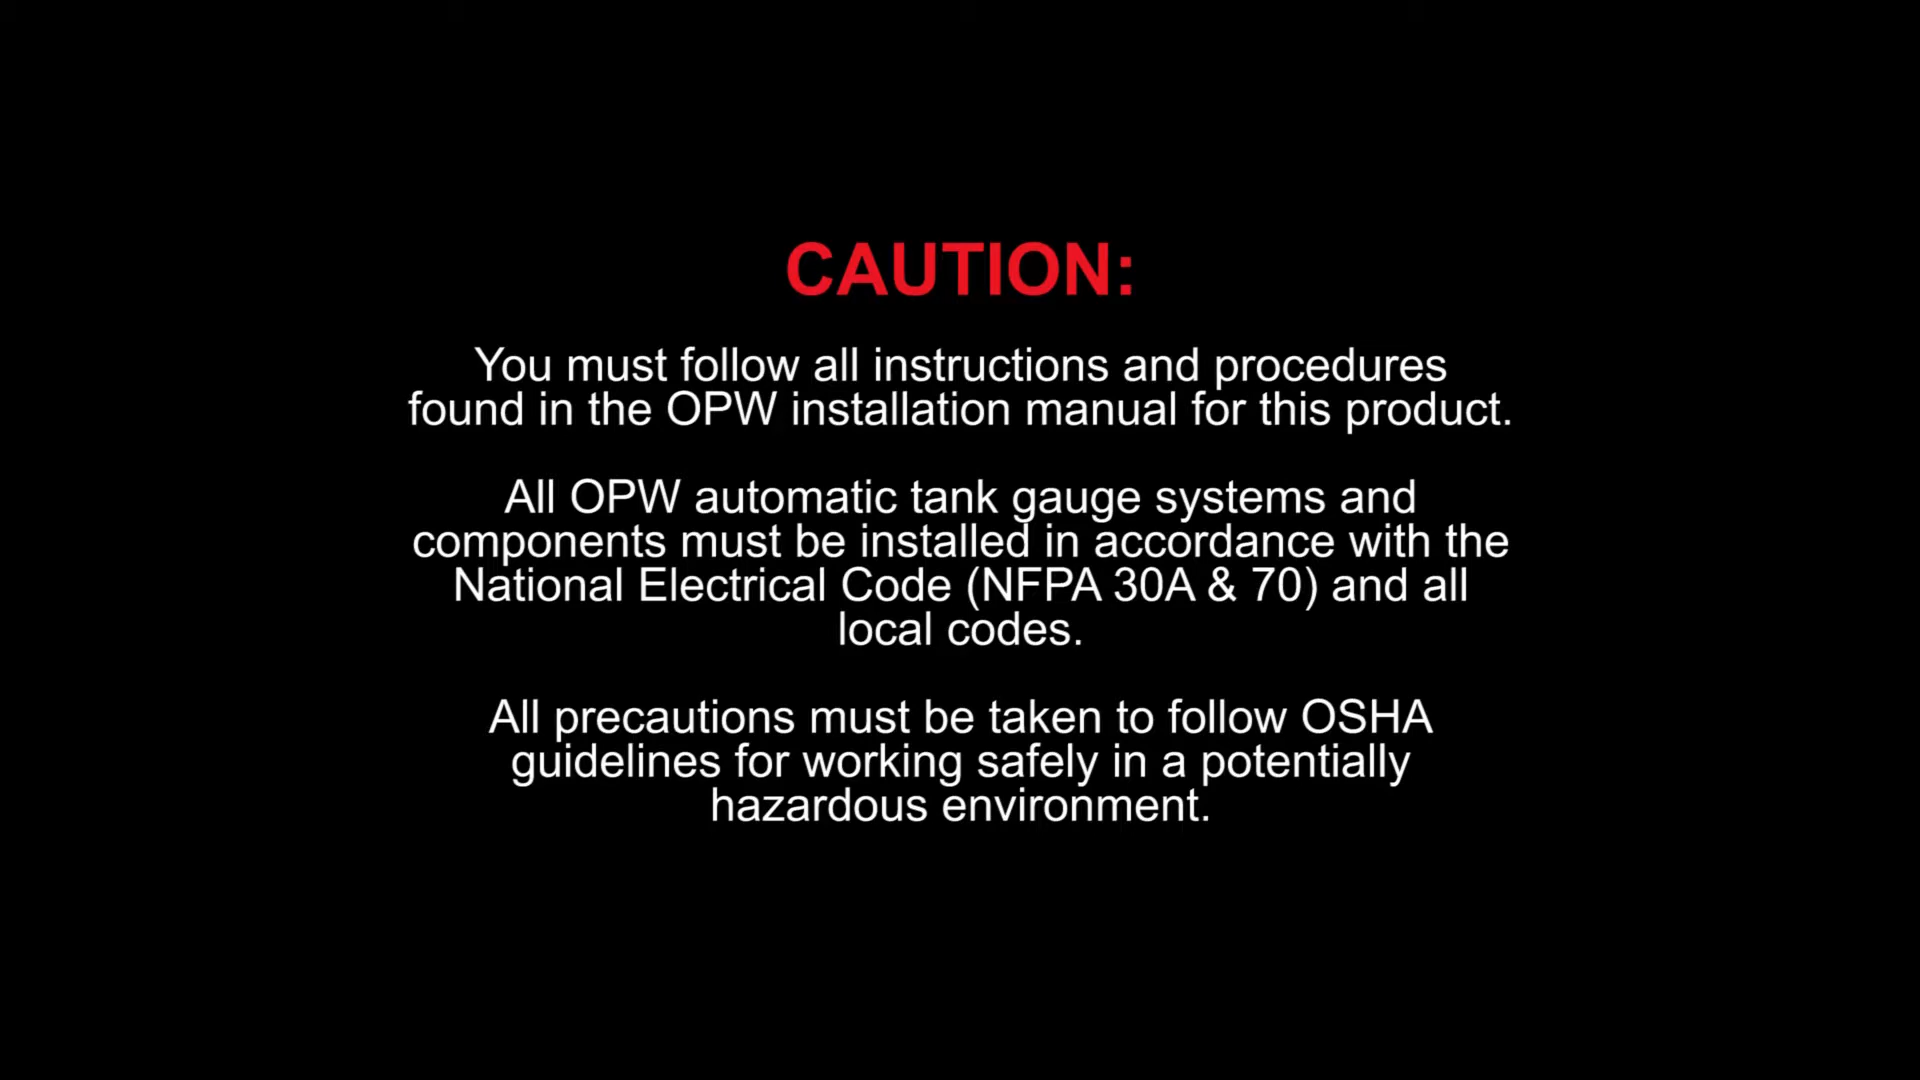 CAUTION:
You must follow all instructions and procedures
found in the OPW installation manual for this product.
All OPW automatic tank gauge systems and
components must be installed in accordance with the
National Electrical Code (NFPA 30A & 70) and all
local codes.
All precautions must be taken to follow OSHA
guidelines for working safely in a potentially
hazardous environment.